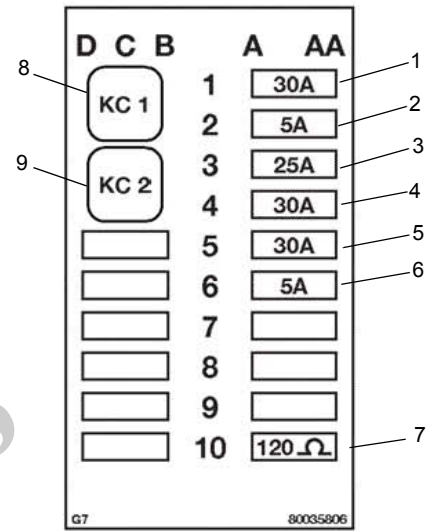 D C B A AA
8 1 30A 1
KC 1
2 5A 2
3 25A 3
9 KC 2
4 30A 4
5 30A 5
6 5A 6
7
8
9
10 120 Ω 7
G7 80035806